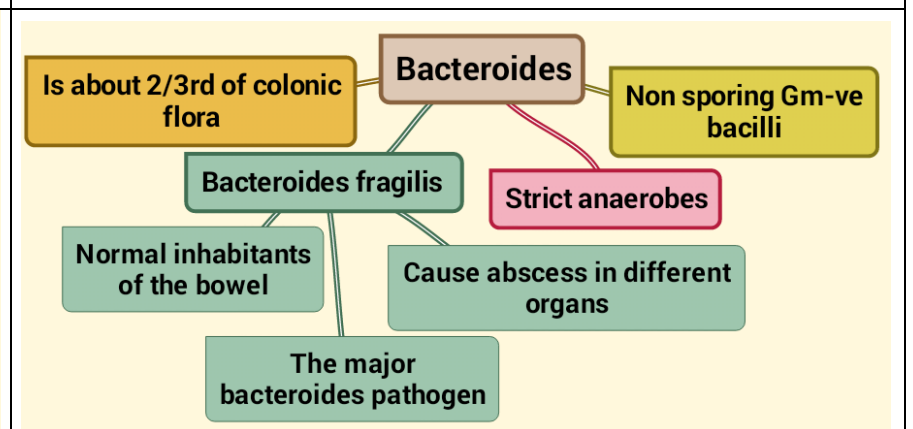 Bacteroides
Is about 2/3rd of colonic
flora
Non sporing Gm-ve
bacilli
Bacteroides fragilis
Strict anaerobes
Normal inhabitants
of the bowel
Cause abscess in different
organs
The major
bacteroides pathogen